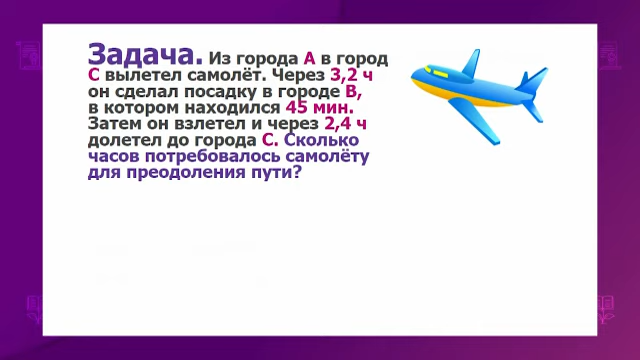 Задача. Из города А в город
С вылетел самолёт. Через 3,2 ч
он сделал посадку в городе В,
в котором находился 45 мин.
Затем он взлетел и через 2,4 ч
долетел до города С. Сколько
часов потребовалось самолёту
для преодоления пути?